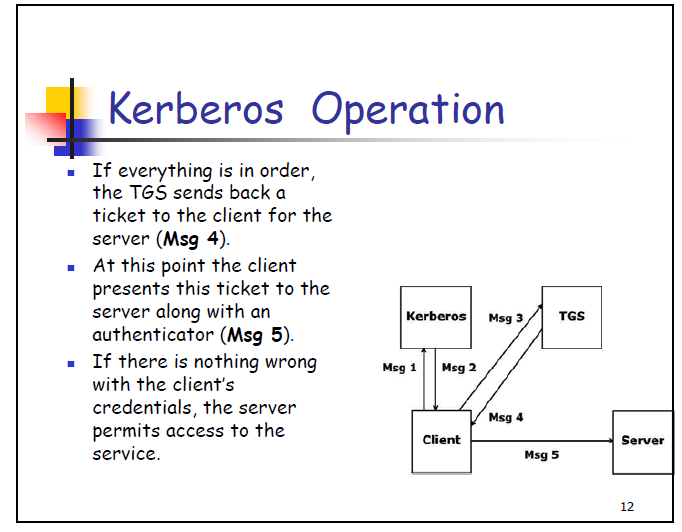 Kerberos Operation
If everything is in order,
the TGS sends back a
ticket to the client for the
server (Msg 4).
At this point the client
presents this ticket to the
server along with an
authenticator (Msg 5).
If there is nothing wrong
with the client's
credentials, the server
permits access to the
service.
Kerberos
Msg 3
TGS
Msg 1
Msg 2
Msg 4
Client
Server
Msg 5
12